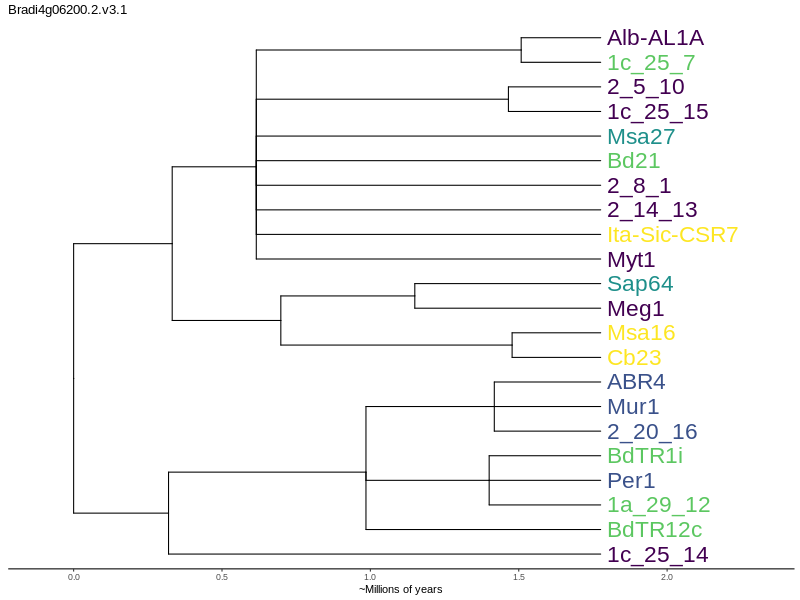 Bradi4g06200.2.v3.1
Alb-AL1A
1c_25_7
2_5_10
1c_25_15
Msa27
Bd21
2_8_1
2_14_13
Ita-Sic-CSR7
Myt1
Sap64
Meg1
Msa16
Cb23
ABR4
Mur1
2_20_16
BdTR1i
Per1
1a_29_12
BdTR12c
1c_25_14
0.0 0.5 1.0 1.5 2.0
~Millions of years